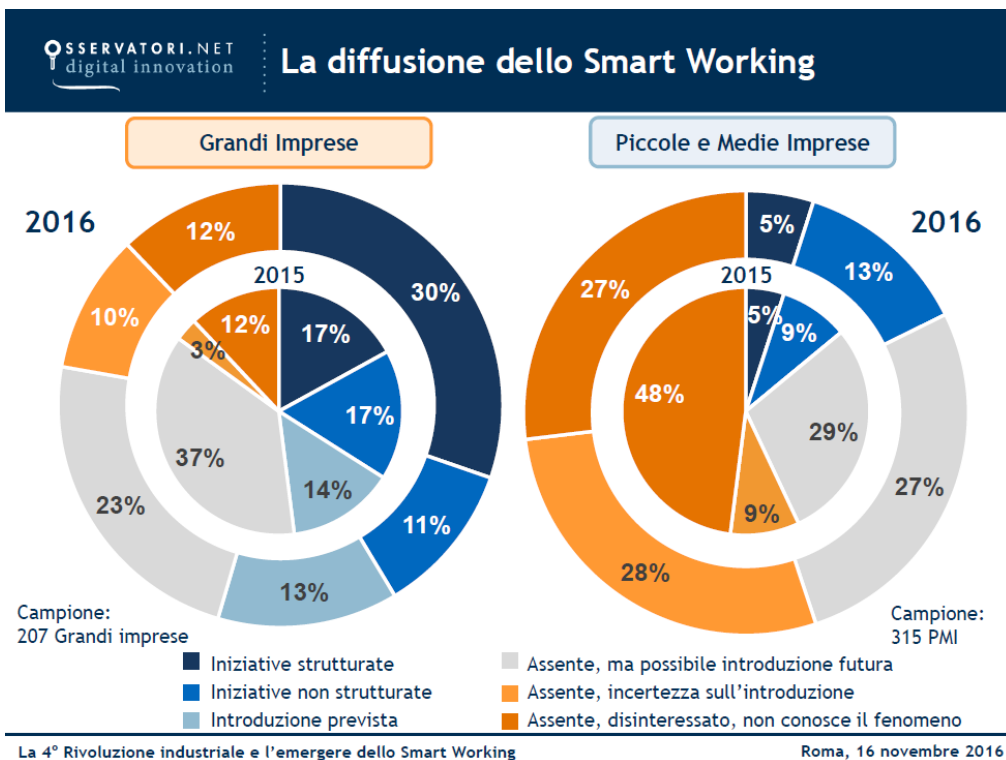 OSSERVATORI.NET
digital innovation
La diffusione dello Smart Working
Grandi Imprese
Piccole e Medie Imprese
2016
12%
30%
10%
2015
12%
17%
3%
17%
37%
14%
23%
11%
13%
Campione:
207 Grandi imprese
2016
5%
13%
27%
2015
5%
9%
48%
29%
9%
27%
28%
Campione:
315 PMI
Iniziative strutturate
Iniziative non strutturate
Introduzione prevista
Assente, ma possibile introduzione futura
Assente, incertezza sull'introduzione
Assente, disinteressato, non conosce il fenomeno
La 4° Rivoluzione industriale e l'emergere dello Smart Working
Roma, 16 novembre 2016